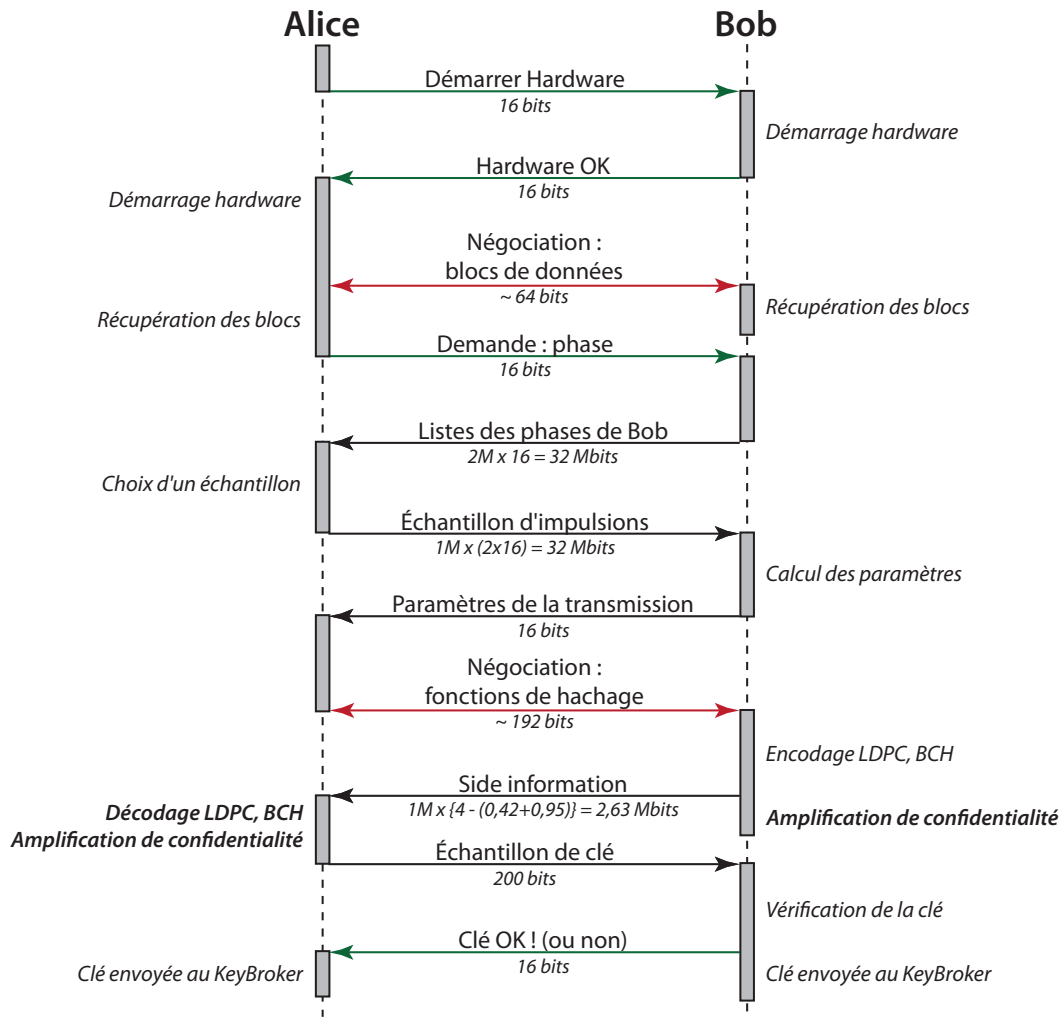 Alice
Bob
Démarrer Hardware
16 bits
Démarrage hardware
Hardware OK
16 bits
Démarrage hardware
Négociation :
blocs de données
~ 64 bits
Récupération des blocs
Récupération des blocs
Demande : phase
16 bits
Listes des phases de Bob
2M x 16 = 32 Mbits
Choix d'un échantillon
Échantillon d'impulsions
1M x (2x16) = 32 Mbits
Calcul des paramètres
Paramètres de la transmission
16 bits
Négociation :
fonctions de hachage
~ 192 bits
Encodage LDPC, BCH
Side information
1M x {4 - (0,42+0,95)} = 2,63 Mbits
Décodage LDPC, BCH
Amplification de confidentialité
Amplification de confidentialité
Échantillon de clé
200 bits
Vérification de la clé
Clé OK ! (ou non)
16 bits
Clé envoyée au KeyBroker
Clé envoyée au KeyBroker